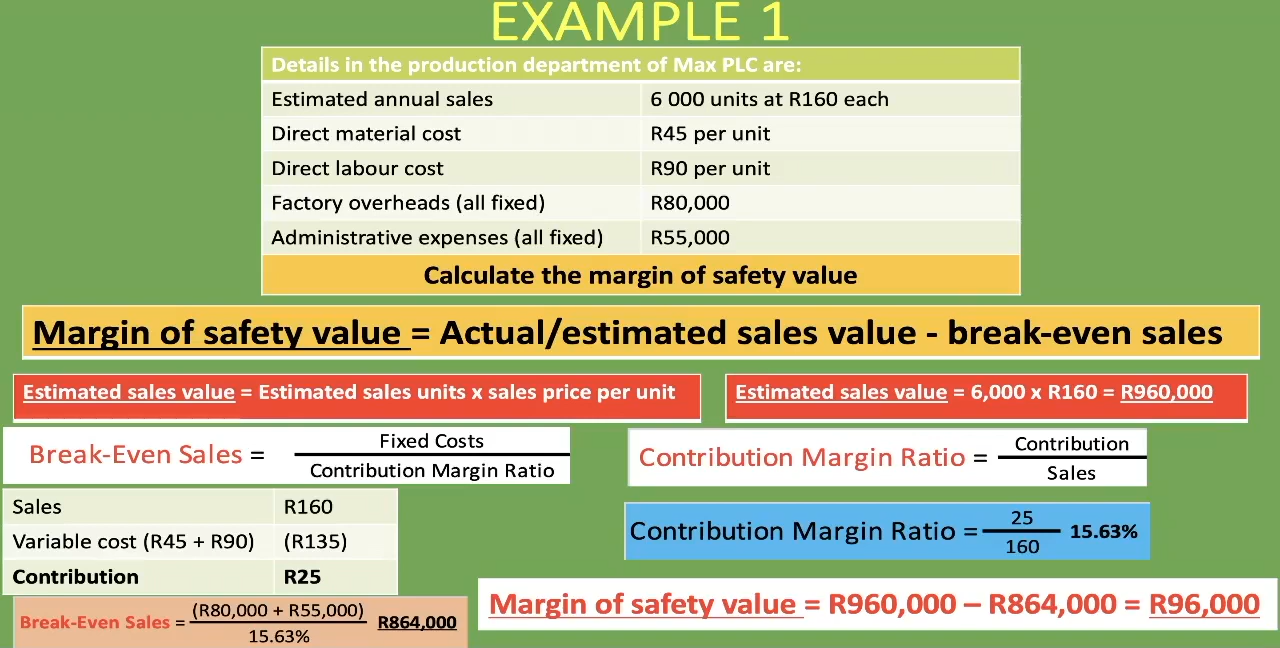 EXAMPLE 1
Details in the production department of Max PLC are:
Estimated annual sales 6 000 units at R160 each
Direct material cost R45 per unit
Direct labour cost R90 per unit
Factory overheads (all fixed) R80,000
Administrative expenses (all fixed) R55,000
Calculate the margin of safety value
Margin of safety value = Actual/estimated sales value - break-even sales
Estimated sales value = Estimated sales units x sales price per unit
Estimated sales value = 6,000 x R160 = R960,000
Break-Even Sales =
Fixed Costs
Contribution Margin Ratio
Contribution Margin Ratio =
Contribution
Sales
Sales R160
Variable cost (R45 + R90) (R135)
Contribution R25
Contribution Margin Ratio =
25
160
15.63%
Break-Even Sales =
(R80,000 + R55,000)
15.63%
R864,000
Margin of safety value = R960,000 – R864,000 = R96,000